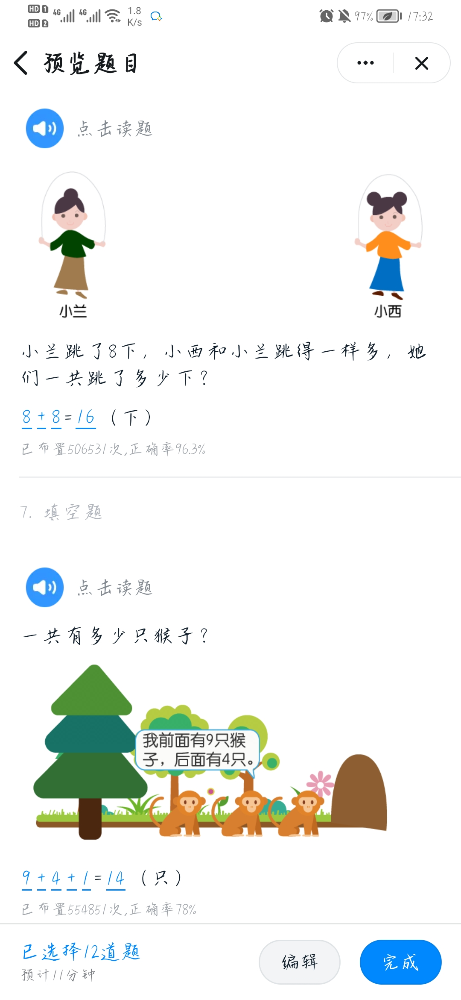 HD 1 4G 4G 1.8 97% 17:32
HD 2 K/s
预览题目
点击读题
小兰 小西
小兰跳了8下，小西和小兰跳得一样多，她
们一共跳了多少下？
8+8=16（下）
已布置506531次,正确率96.3%
7. 填空题
点击读题
一共有多少只猴子？
我前面有9只猴
子，后面有4只。
9+4+1=14（只）
已布置554851次,正确率78%
已选择12道题
预计11分钟
编辑 完成